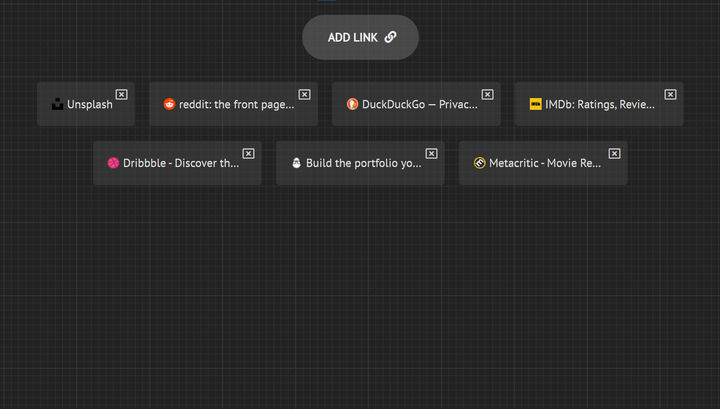 ADD LINK
Unsplash
reddit: the front page...
DuckDuckGo — Privac...
IMDb: Ratings, Revie...
Dribbble - Discover th...
Build the portfolio yo...
Metacritic - Movie Re...